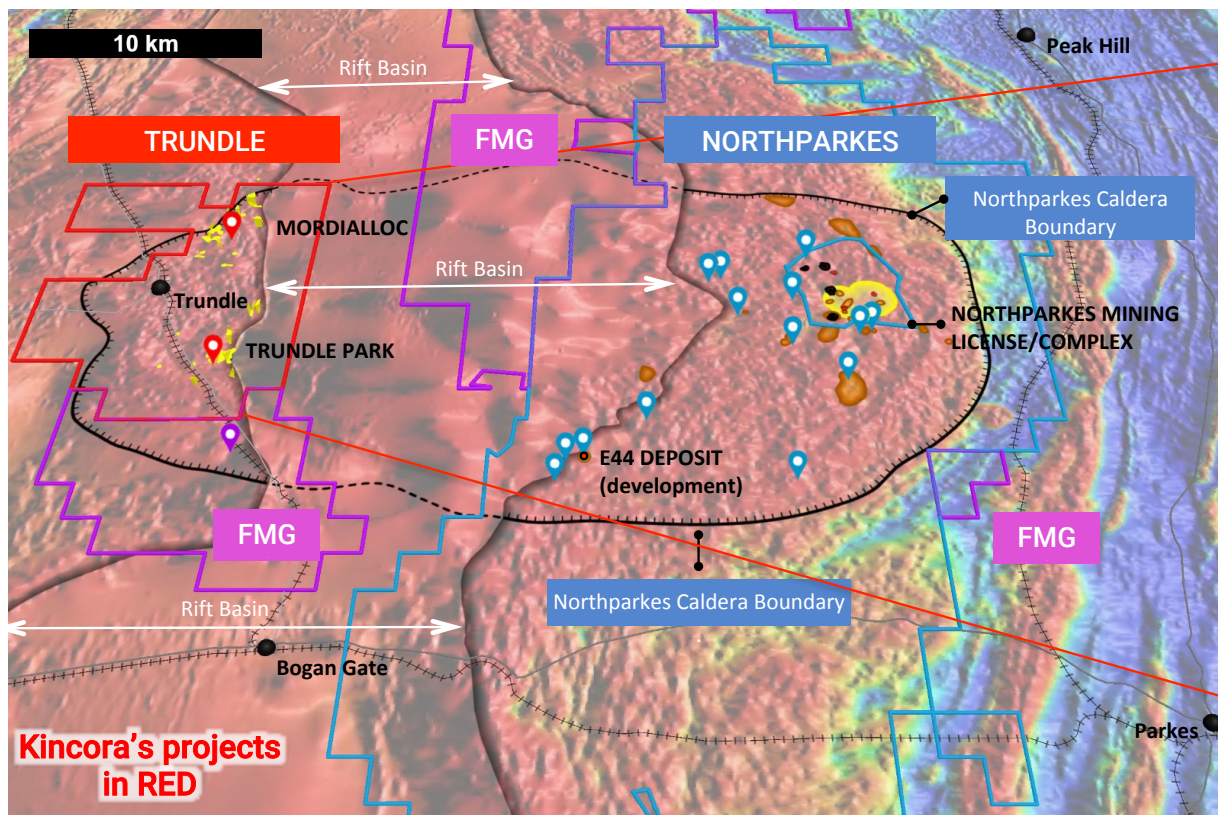 10 km
Peak Hill
Rift Basin
TRUNDLE
FMG
NORTHPARKES
Northparkes Caldera
Boundary
MORDIALLOC
Rift Basin
Trundle
NORTHPARKES MINING
LICENSE/COMPLEX
TRUNDLE PARK
E44 DEPOSIT
(development)
FMG
FMG
Rift Basin
Northparkes Caldera Boundary
Bogan Gate
Parkes
Kincora's projects
in RED